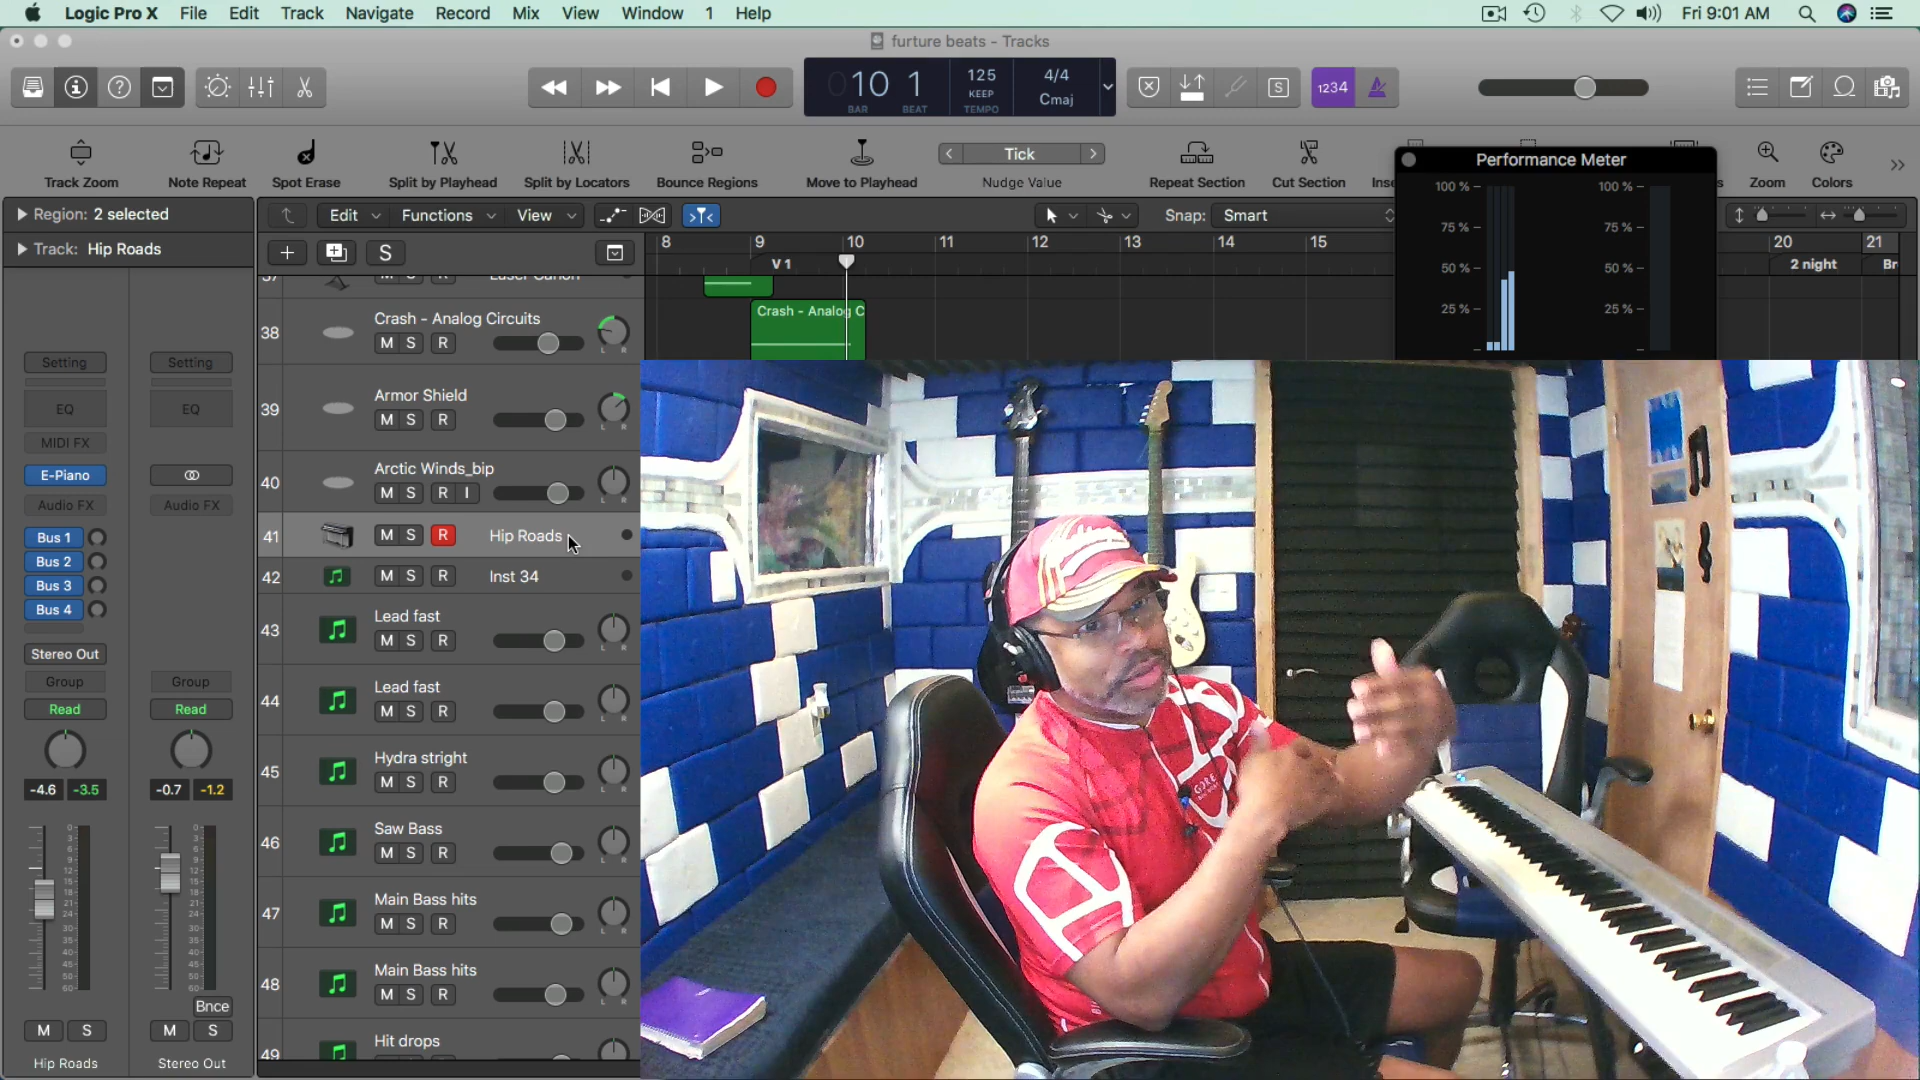 Logic Pro X File Edit Track Navigate Record Mix View Window 1 Help Fri 9:01 AM
furture beats - Tracks
10 1 125 4/4
KEEP Cmaj
BAR BEAT TEMPO
S 1234
Tick
Track Zoom Note Repeat Spot Erase Split by Playhead Split by Locators Bounce Regions Move to Playhead Nudge Value Repeat Section Cut Section Zoom Colors
Performance Meter
100 % 100 %
75 % 75 %
50 % 50 %
25 % 25 %
Region: 2 selected
Edit Functions View Snap: Smart
Track: Hip Roads
S
8 9 10 11 12 13 14 15 20 21
V 1 2 night
37 M S R Laser Canon
Crash - Analog C
38 Crash - Analog Circuits
M S R L R
39 Armor Shield
M S R L R
40 Arctic Winds_bip
M S R I L R
41 M S R Hip Roads
42 M S R Inst 34
43 Lead fast
M S R L R
44 Lead fast
M S R L R
45 Hydra stright
M S R L R
46 Saw Bass
M S R L R
47 Main Bass hits
M S R L R
48 Main Bass hits
M S R L R
49 Hit drops
Setting Setting
EQ EQ
MIDI FX
E-Piano
Audio FX Audio FX
Bus 1
Bus 2
Bus 3
Bus 4
Stereo Out
Group Group
Read Read
-4.6 -3.5 -0.7 -1.2
Bnce
M S M S
Hip Roads Stereo Out
GORE